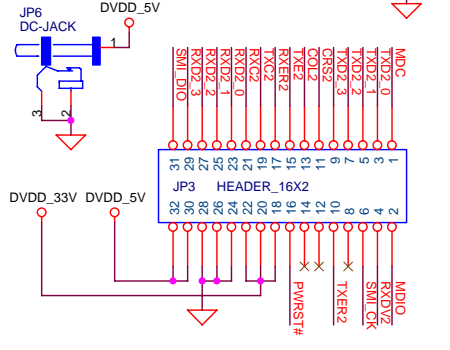 JP6
DC-JACK
DVDD_5V
1
3
2
SMI_DIO
RXD2_3
RXD2_2
RXD2_1
RXD2_0
RXC2
TXC2
RXER2
TXE2
COL2
CRS2
TXD2_3
TXD2_2
TXD2_1
TXD2_0
MDC
31 29 27 25 23 21 19 17 15 13 11 9 7 5 3 1
JP3 HEADER_16X2
32 30 28 26 24 22 20 18 16 14 12 10 8 6 4 2
DVDD_33V
DVDD_5V
PWRST#
TXER2
SMI_CK
RXDV2
MDIO